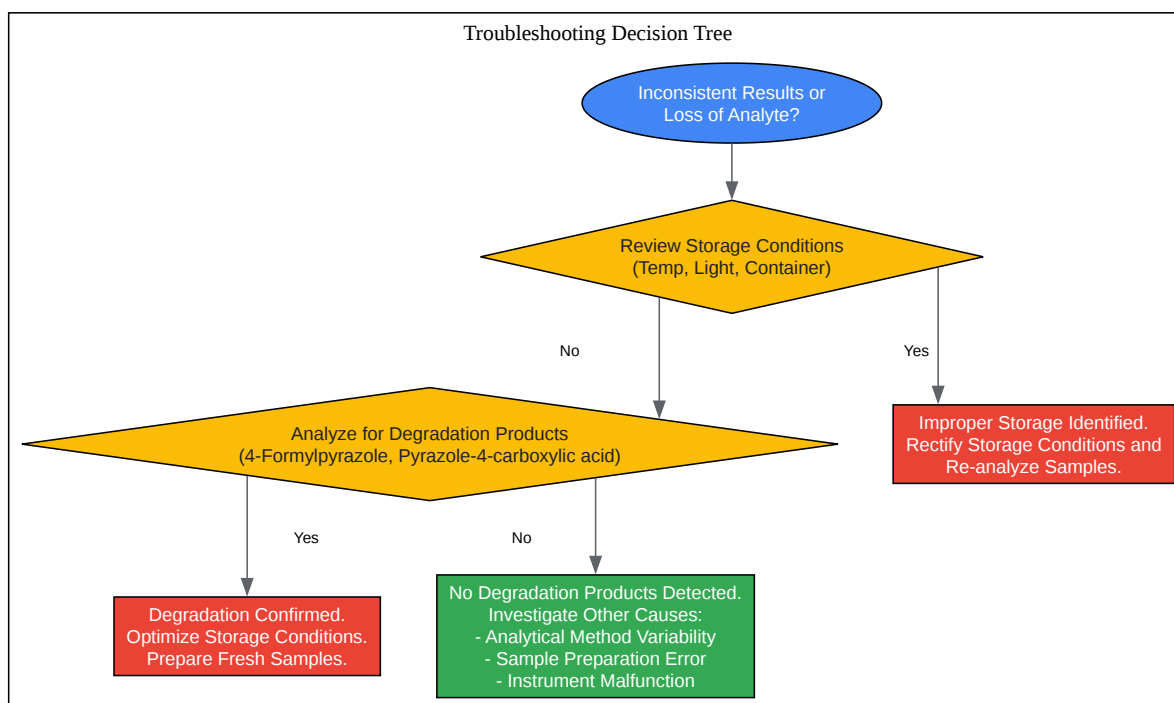 Troubleshooting Decision Tree
Inconsistent Results or
Loss of Analyte?
Review Storage Conditions
(Temp, Light, Container)
No
Yes
Analyze for Degradation Products
(4-Formylpyrazole, Pyrazole-4-carboxylic acid)
Improper Storage Identified.
Rectify Storage Conditions and
Re-analyze Samples.
Yes
No
Degradation Confirmed.
Optimize Storage Conditions.
Prepare Fresh Samples.
No Degradation Products Detected.
Investigate Other Causes:
- Analytical Method Variability
- Sample Preparation Error
- Instrument Malfunction